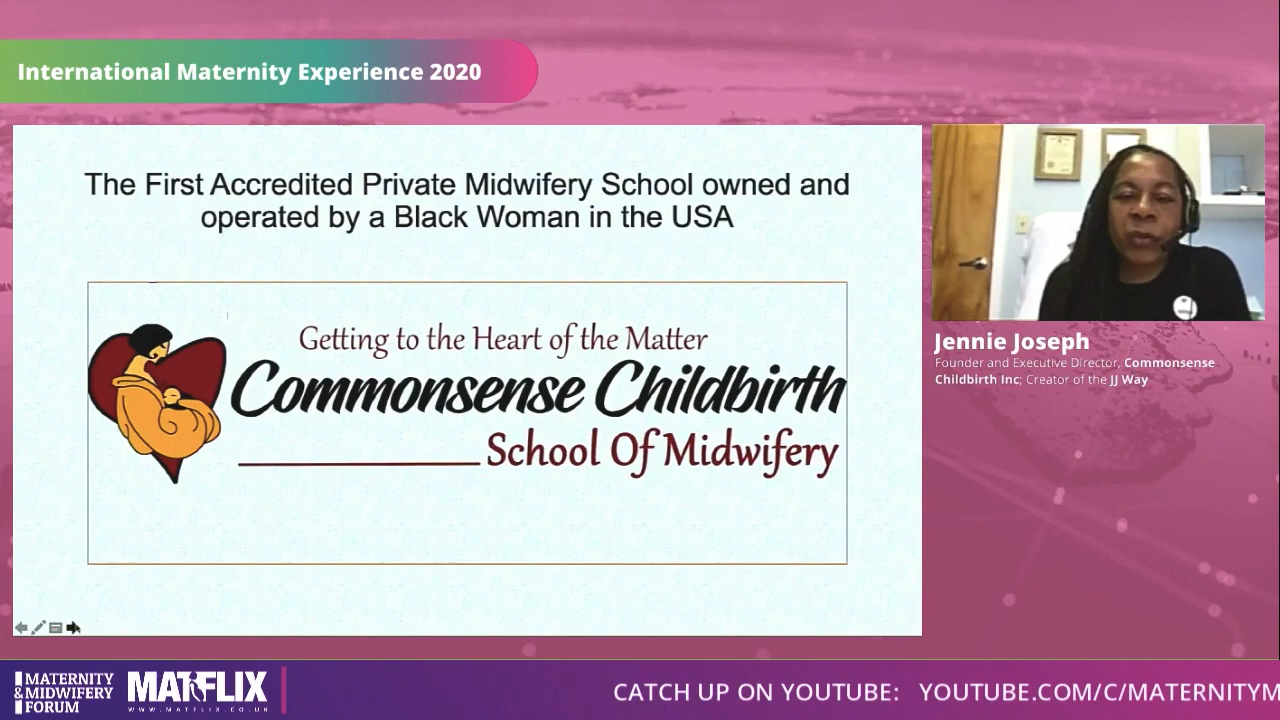 International Maternity Experience 2020
The First Accredited Private Midwifery School owned and
operated by a Black Woman in the USA
Getting to the Heart of the Matter
Commonsense Childbirth
School Of Midwifery
Jennie Joseph
Founder and Executive Director, Commonsense
Childbirth Inc; Creator of the JJ Way
MATERNITY
& MIDWIFERY
FORUM
MATFLIX
WWW.MATFLIX.CO.UK
CATCH UP ON YOUTUBE: YOUTUBE.COM/C/MATERNITYM